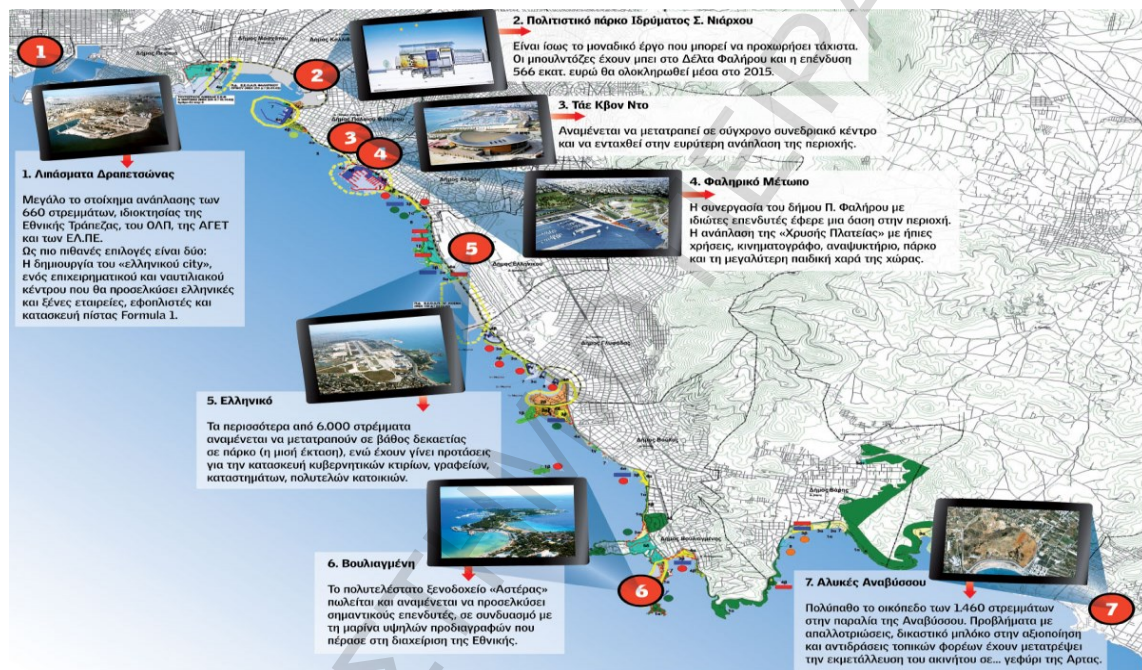 1
2
3
4
5
6
7
2. Πολιτιστικό πάρκο Ιδρύματος Σ. Νιάρχου
Είναι ίσως το μοναδικό έργο που μπορεί να προχωρήσει τάχιστα.
Οι μπουλντόζες έχουν μπει στο Δέλτα Φαλήρου και η επένδυση
566 εκατ. ευρώ θα ολοκληρωθεί μέσα στο 2015.
3. Τάε Κβον Ντο
Αναμένεται να μετατραπεί σε σύγχρονο συνεδριακό κέντρο
και να ενταχθεί στην ευρύτερη ανάπλαση της περιοχής.
1. Λιπάσματα Δραπετσώνας
Μεγάλο το στοίχημα ανάπλασης των
660 στρεμμάτων, ιδιοκτησίας της
Εθνικής Τράπεζας, του ΟΛΠ, της ΑΓΕΤ
και των ΕΛ.ΠΕ.
Ως πιο πιθανές επιλογές είναι δύο:
Η δημιουργία του «ελληνικού city»,
ενός επιχειρηματικού και ναυτιλιακού
κέντρου που θα προσελκύσει ελληνικές
και ξένες εταιρείες, εφοπλιστές και
κατασκευή πίστας Formula 1.
4. Φαληρικό Μέτωπο
Η συνεργασία του δήμου Π. Φαλήρου με
ιδιώτες επενδυτές έφερε μια όαση στην περιοχή.
Η ανάπλαση της «Χρυσής Πλατείας» με ήπιες
χρήσεις, κινηματογράφο, αναψυκτήριο, πάρκο
και τη μεγαλύτερη παιδική χαρά της χώρας.
5. Ελληνικό
Τα περισσότερα από 6.000 στρέμματα
αναμένεται να μετατραπούν σε βάθος δεκαετίας
σε πάρκο (η μισή έκταση), ενώ έχουν γίνει προτάσεις
για την κατασκευή κυβερνητικών κτιρίων, γραφείων,
καταστημάτων, πολυτελών κατοικιών.
6. Βουλιαγμένη
Το πολυτελέστατο ξενοδοχείο «Αστέρας»
πωλείται και αναμένεται να προσελκύσει
σημαντικούς επενδυτές, σε συνδυασμό με
τη μαρίνα υψηλών προδιαγραφών που
πέρασε στη διαχείριση της Εθνικής.
7. Αλυκές Αναβύσσου
Πολύπαθο το οικόπεδο των 1.460 στρεμμάτων
στην παραλία της Αναβύσσου. Προβλήματα με
απαλλοτριώσεις, δικαστικό μπλόκο στην αξιοποίηση
και αντιδράσεις τοπικών φορέων έχουν μετατρέψει
την εκμετάλλευση του ακινήτου σε... γεφύρι της Αρτας.